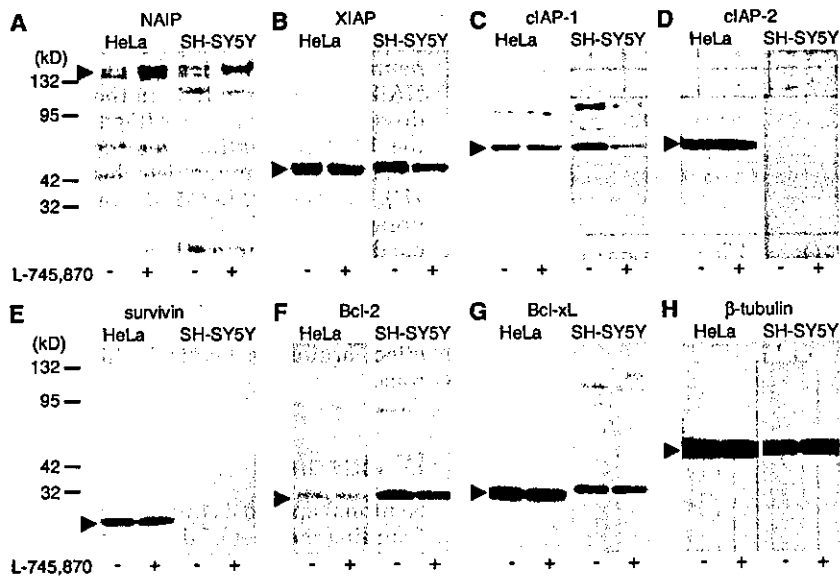 A NAIP
HeLa SH-SY5Y
(kD)
132
95
42
32
B XIAP
HeLa SH-SY5Y
C cIAP-1
HeLa SH-SY5Y
D cIAP-2
HeLa SH-SY5Y
L-745,870 - + - + - + - + - + - + - + - +
E survivin
HeLa SH-SY5Y
(kD)
132
95
42
32
F Bcl-2
HeLa SH-SY5Y
G Bcl-xL
HeLa SH-SY5Y
H β-tubulin
HeLa SH-SY5Y
L-745,870 - + - + - + - + - + - + - + - +